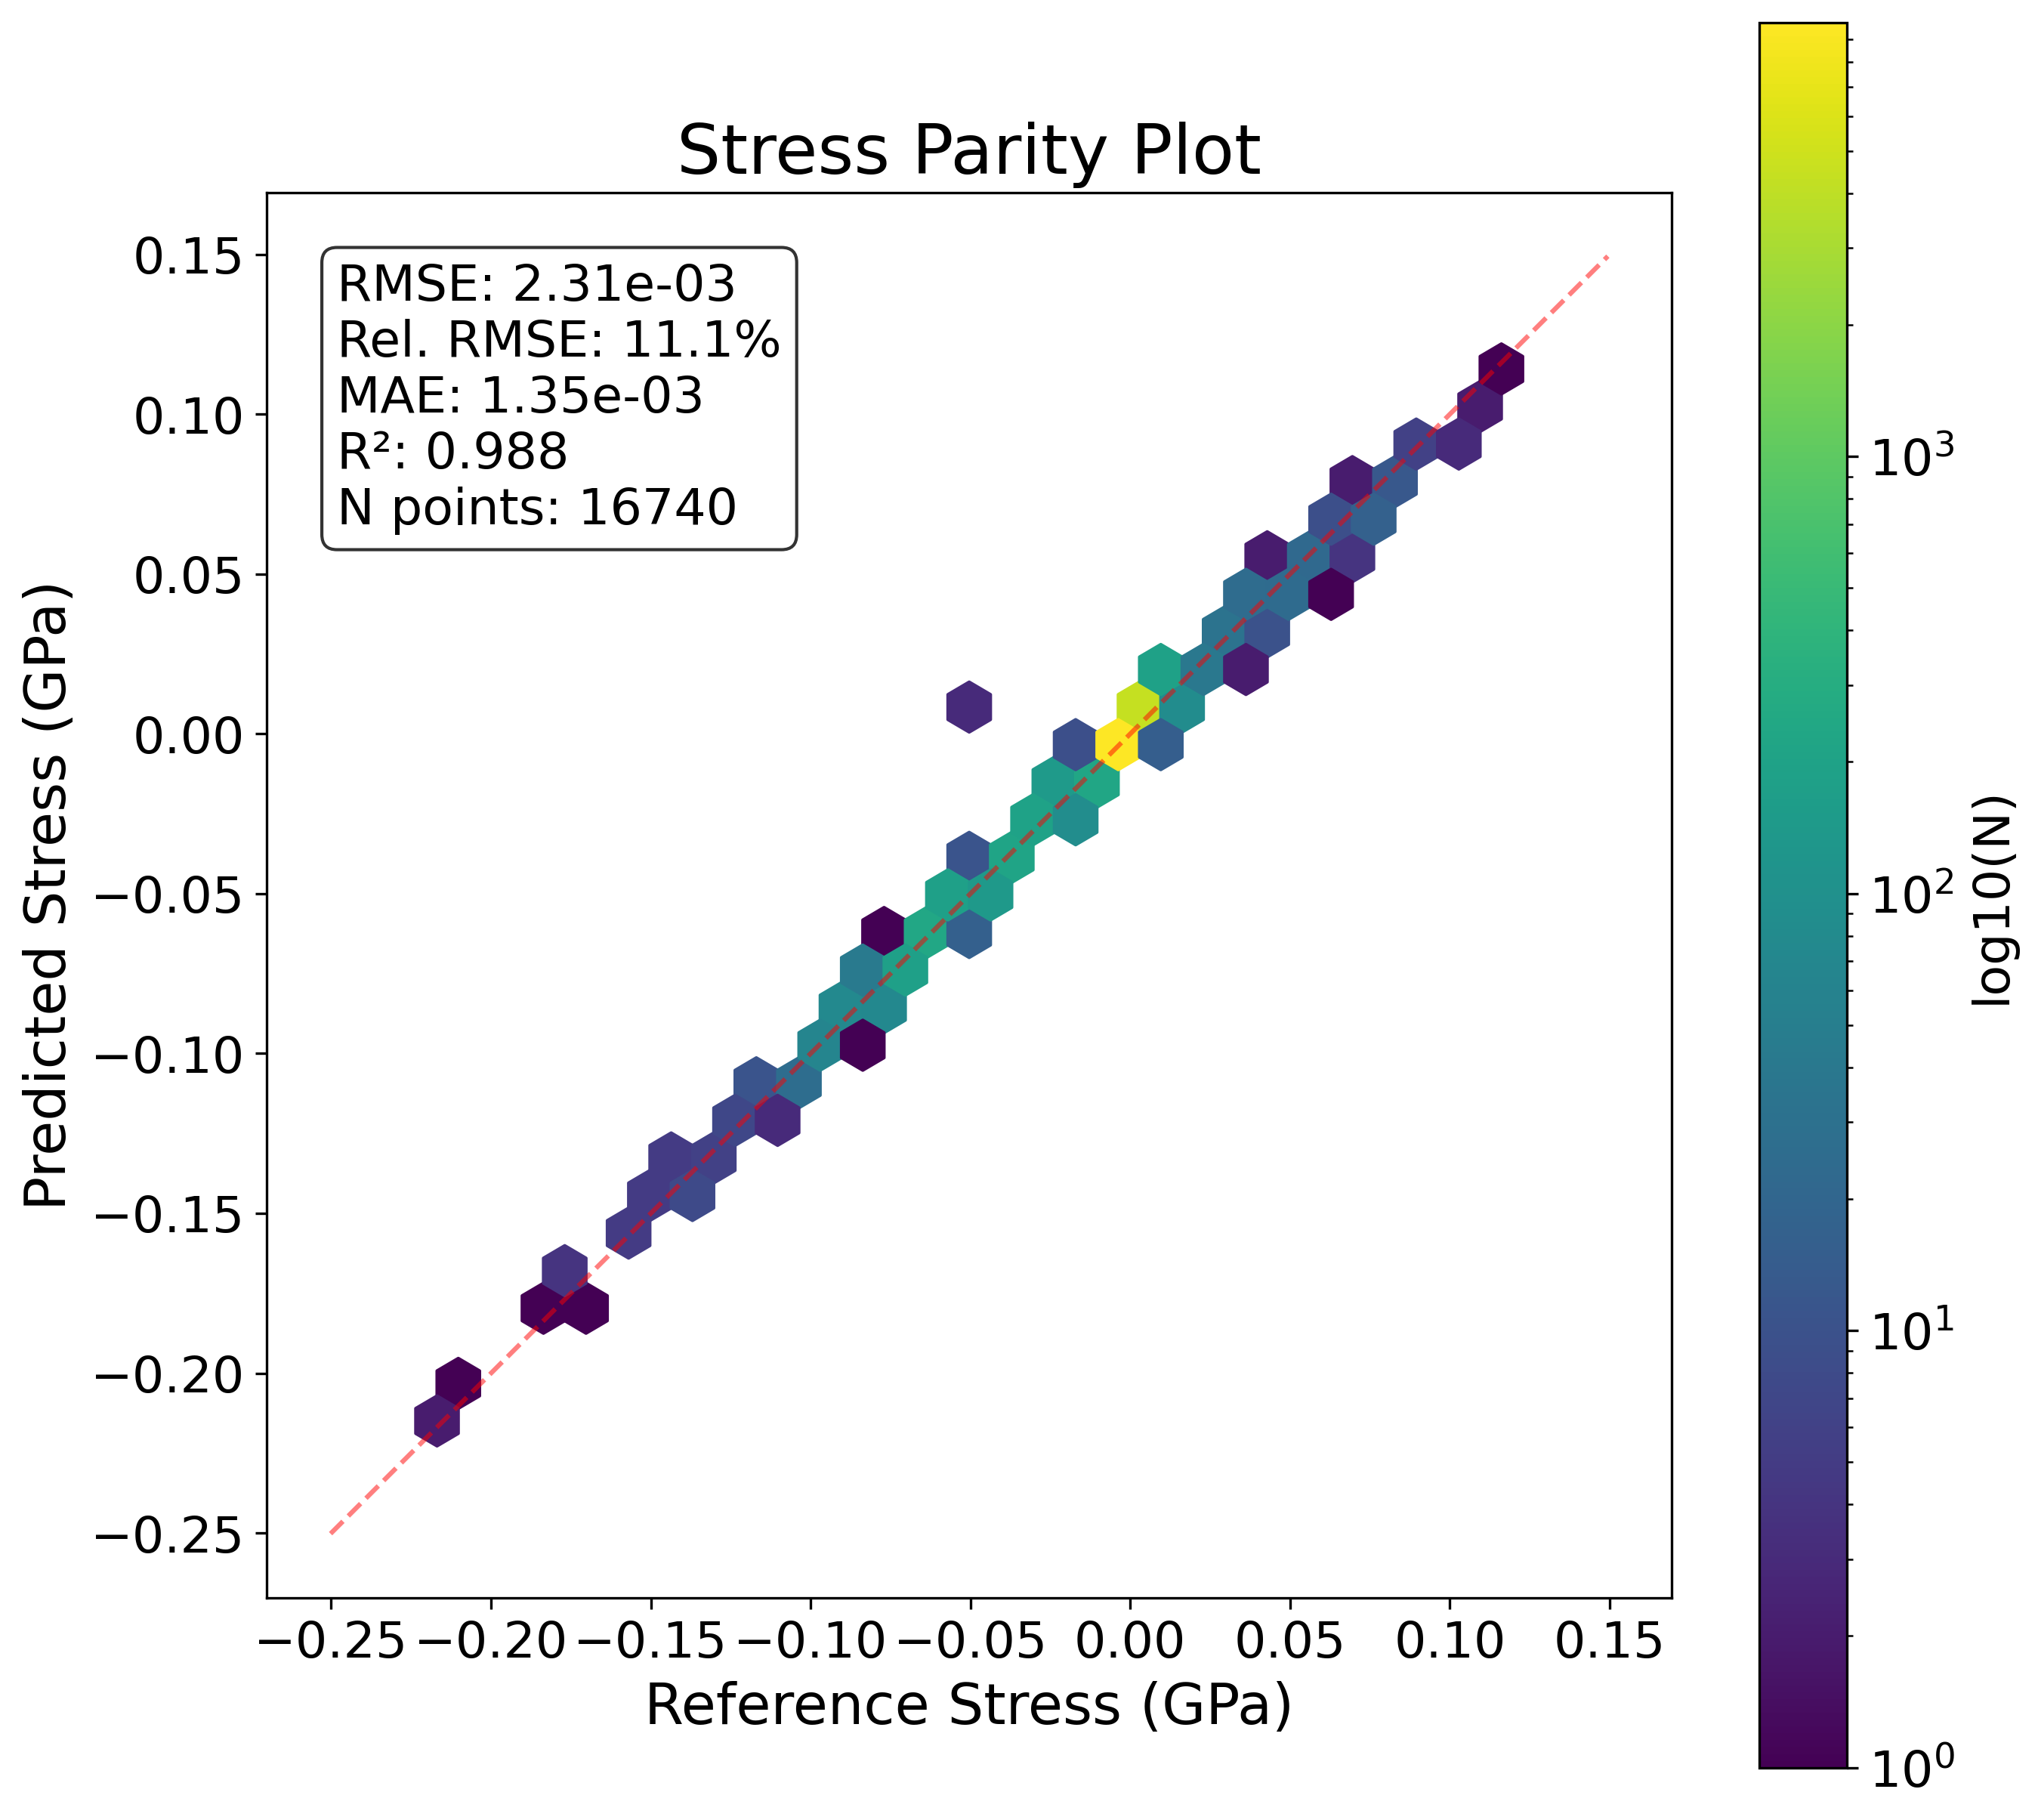 Stress Parity Plot
RMSE: 2.31e-03
Rel. RMSE: 11.1%
MAE: 1.35e-03
R²: 0.988
N points: 16740
Predicted Stress (GPa)
0.15
0.10
0.05
0.00
−0.05
−0.10
−0.15
−0.20
−0.25
−0.25 −0.20 −0.15 −0.10 −0.05 0.00 0.05 0.10 0.15
Reference Stress (GPa)
10³
10²
10¹
10⁰
log10(N)